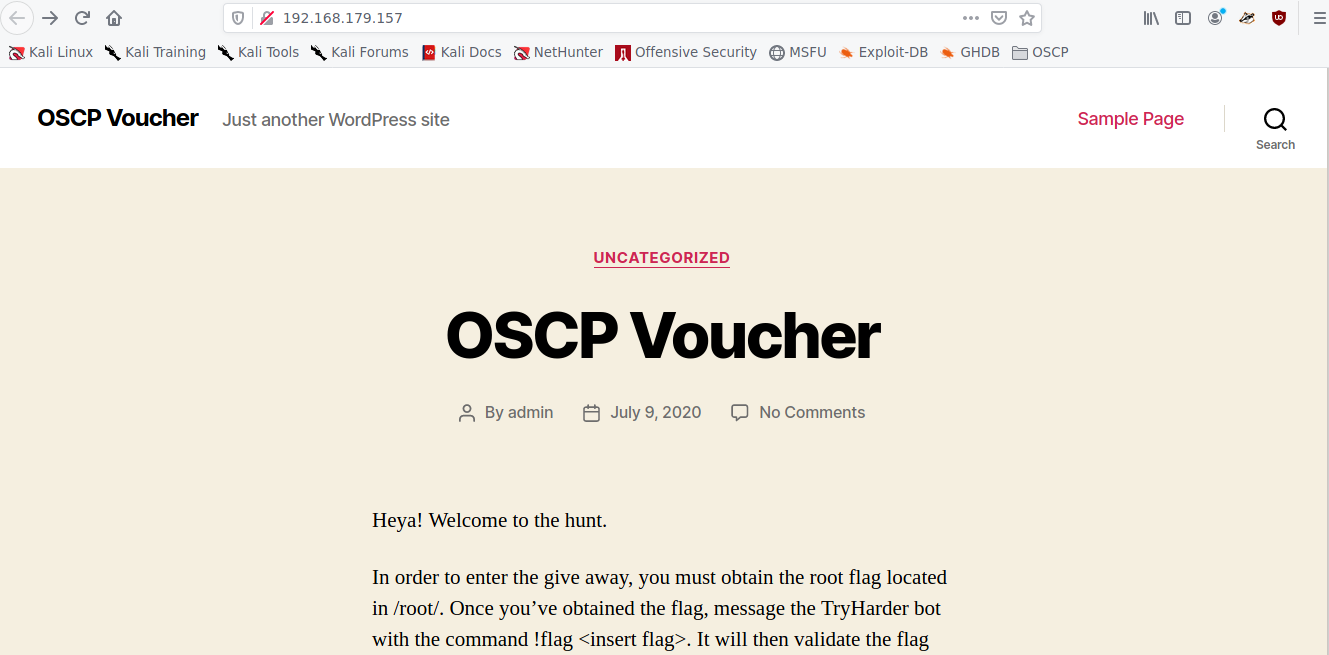 192.168.179.157
Kali Linux Kali Training Kali Tools Kali Forums Kali Docs NetHunter Offensive Security MSFU Exploit-DB GHDB OSCP
OSCP Voucher Just another WordPress site Sample Page
Search
UNCATEGORIZED
OSCP Voucher
By admin July 9, 2020 No Comments
Heya! Welcome to the hunt.
In order to enter the give away, you must obtain the root flag located
in /root/. Once you’ve obtained the flag, message the TryHarder bot
with the command !flag <insert flag>. It will then validate the flag